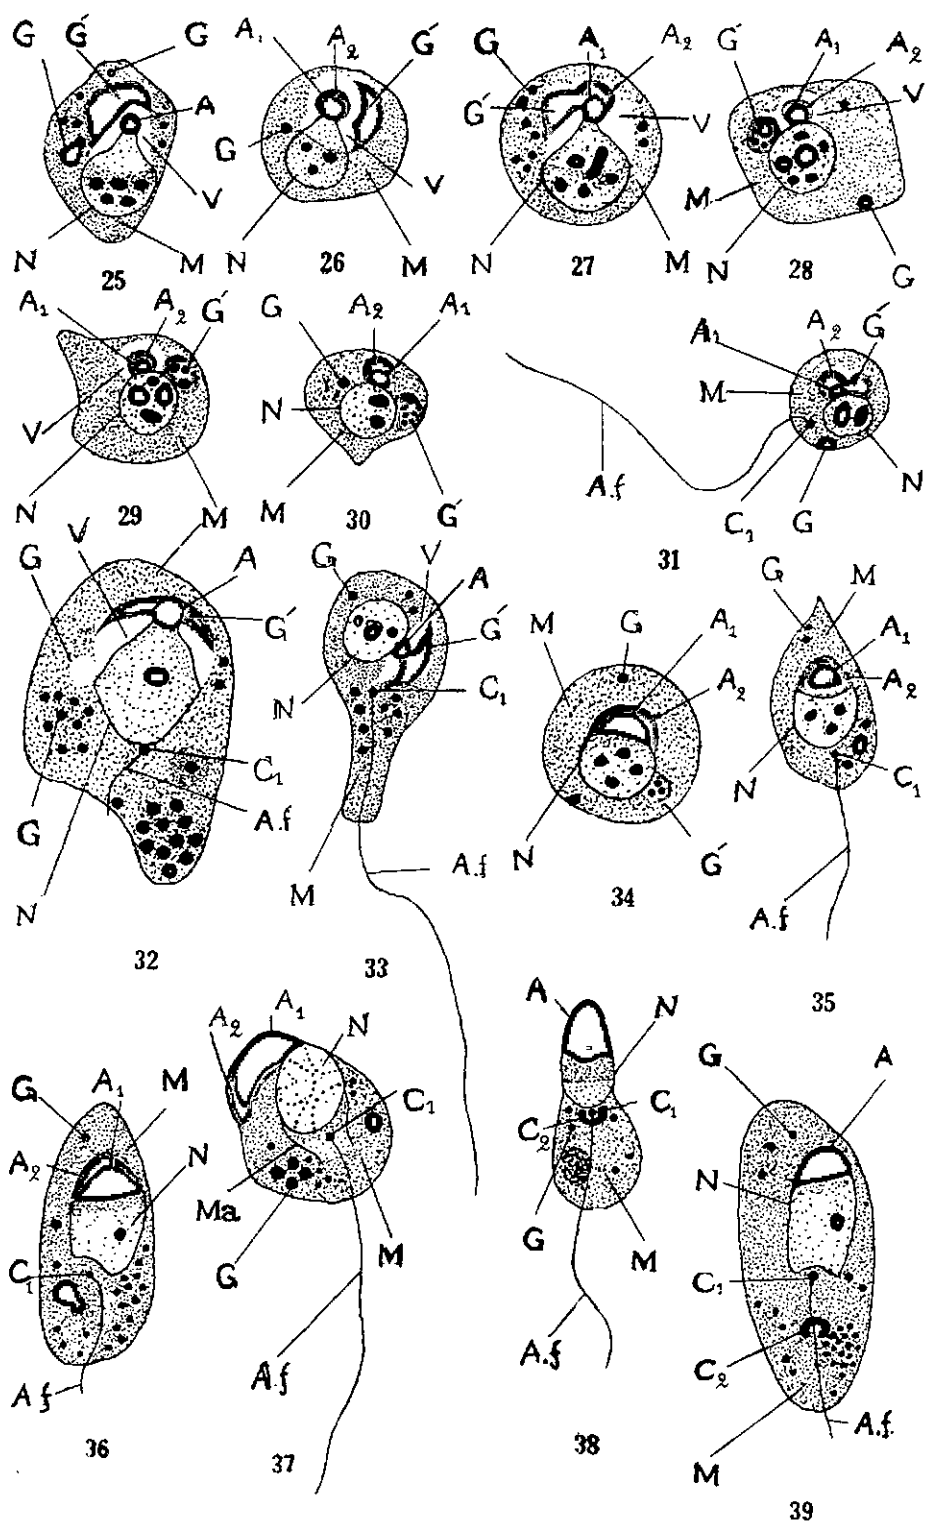 G G′ G A₁ A₂ G′ G A₁ A₂ G′ A₁ A₂
A G G′ V V
V V M
N M N M N M N G
25 26 27 28
A₁ A₂ G′ G A₂ A₁ A₁ A₂ G′
N M
V
N M M G′ A.f C₁ G N
29 30 31
V G A G′ G V A G′ M G A₁ A₂ G M A₁ A₂
C₁ N C₁ N C₁
G A.f M A.f N G′ A.f
N
32 33 34 35
A₂ A₁ N A N G A
G A₁ M C₁ C₂ C₁ N
A₂ N
C₁ Ma G M G M C₁ C₂
A.f A.f A.f A.f
M
36 37 38 39